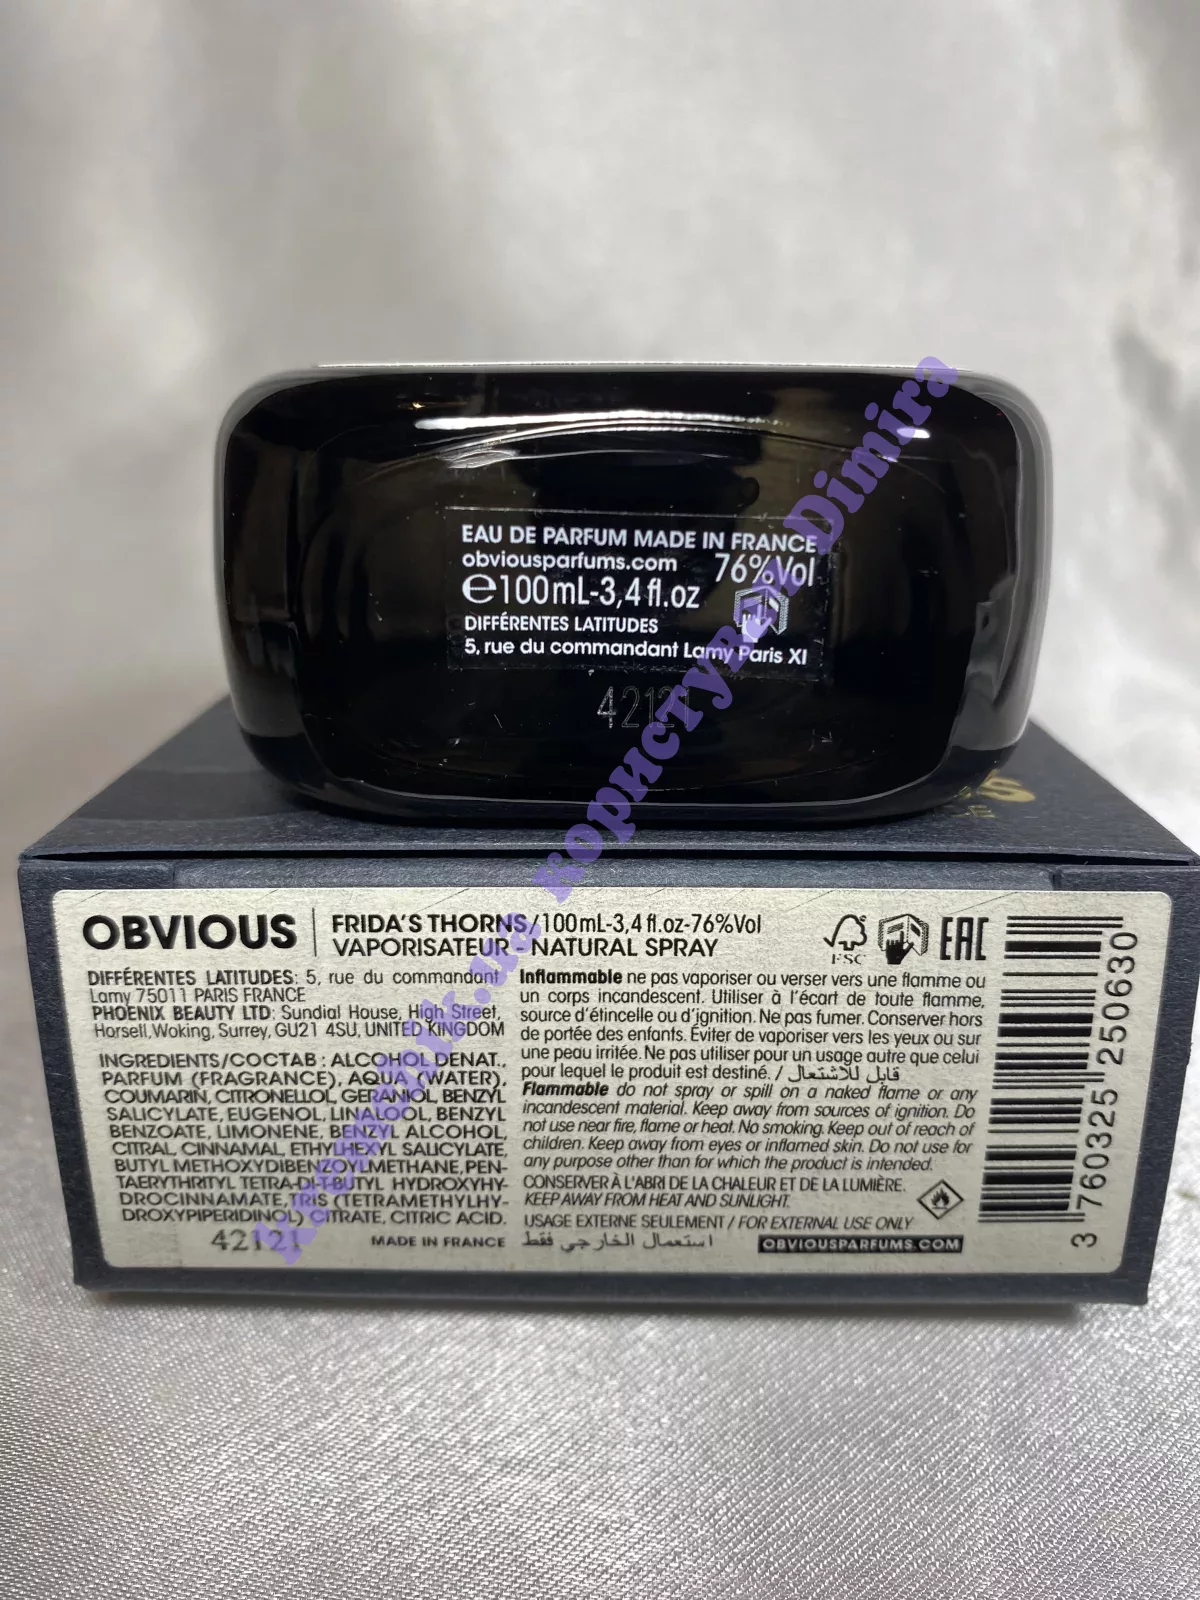 EAU DE PARFUM MADE IN FRANCE
obviousparfums.com 76%Vol
℮100mL-3,4 fl.oz
DIFFÉRENTES LATITUDES
5, rue du commandant Lamy Paris XI
42121
Kopobook.ua Користувач Dimira
OBVIOUS
FRIDA'S THORNS/100mL-3,4 fl.oz-76%Vol
VAPORISATEUR - NATURAL SPRAY
FSC
EAC
DIFFÉRENTES LATITUDES: 5, rue du commandant
Lamy 75011 PARIS FRANCE
PHOENIX BEAUTY LTD: Sundial House, High Street,
Horsell, Woking, Surrey, GU21 4SU, UNITED KINGDOM
INGREDIENTS/COCTAB : ALCOHOL DENAT.,
PARFUM (FRAGRANCE), AQUA (WATER),
COUMARIN, CITRONELLOL, GERANIOL, BENZYL
SALICYLATE, EUGENOL, LINALOOL, BENZYL
BENZOATE, LIMONENE, BENZYL ALCOHOL,
CITRAL, CINNAMAL, ETHYLHEXYL SALICYLATE,
BUTYL METHOXYDIBENZOYLMETHANE, PEN-
TAERYTHRITYL TETRA-DI-T-BUTYL HYDROXYHY-
DROCINNAMATE, TRIS (TETRAMETHYLHY-
DROXYPIPERIDINOL) CITRATE, CITRIC ACID.
42121
MADE IN FRANCE
Inflammable ne pas vaporiser ou verser vers une flamme ou
un corps incandescent. Utiliser à l'écart de toute flamme,
source d'étincelle ou d'ignition. Ne pas fumer. Conserver hors
de portée des enfants. Éviter de vaporiser vers les yeux ou sur
une peau irritée. Ne pas utiliser pour un usage autre que celui
pour lequel le produit est destiné. / قابل للاشتعال
Flammable do not spray or spill on a naked flame or any
incandescent material. Keep away from sources of ignition. Do
not use near fire, flame or heat. No smoking. Keep out of reach of
children. Keep away from eyes or inflamed skin. Do not use for
any purpose other than for which the product is intended.
CONSERVER À L'ABRI DE LA CHALEUR ET DE LA LUMIÈRE.
KEEP AWAY FROM HEAT AND SUNLIGHT.
USAGE EXTERNE SEULEMENT / FOR EXTERNAL USE ONLY
استعمال الخارجي فقط
OBVIOUSPARFUMS.COM
3 760325 250630